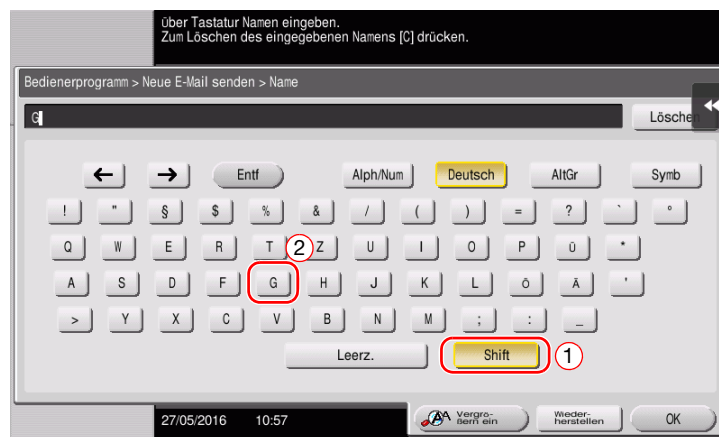 über Tastatur Namen eingeben.
Zum Löschen des eingegebenen Namens [C] drücken.
Bedienerprogramm > Neue E-Mail senden > Name
G
Lösche
← → Entf Alph/Num Deutsch AltGr Symb
! " § $ % & / ( ) = ? ` °
Q W E R T 2 Z U I O P Ü *
A S D F G H J K L Ö Ä '
> Y X C V B N M ; : _
Leerz. Shift 1
27/05/2016 10:57
Vergrö-
ßern ein
Wieder-
herstellen
OK